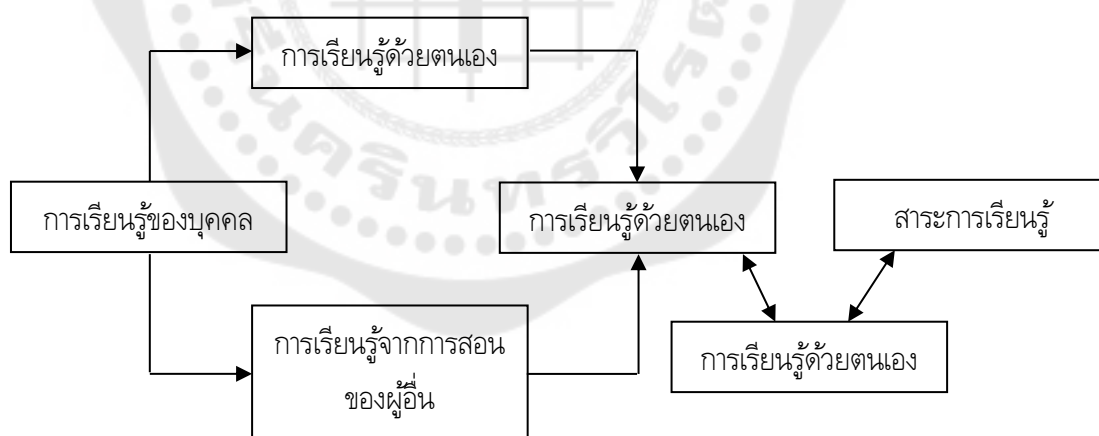 การเรียนรู้ด้วยตนเอง
การเรียนรู้ของบุคคล
การเรียนรู้ด้วยตนเอง
สาระการเรียนรู้
การเรียนรู้จากการสอน
ของผู้อื่น
การเรียนรู้ด้วยตนเอง